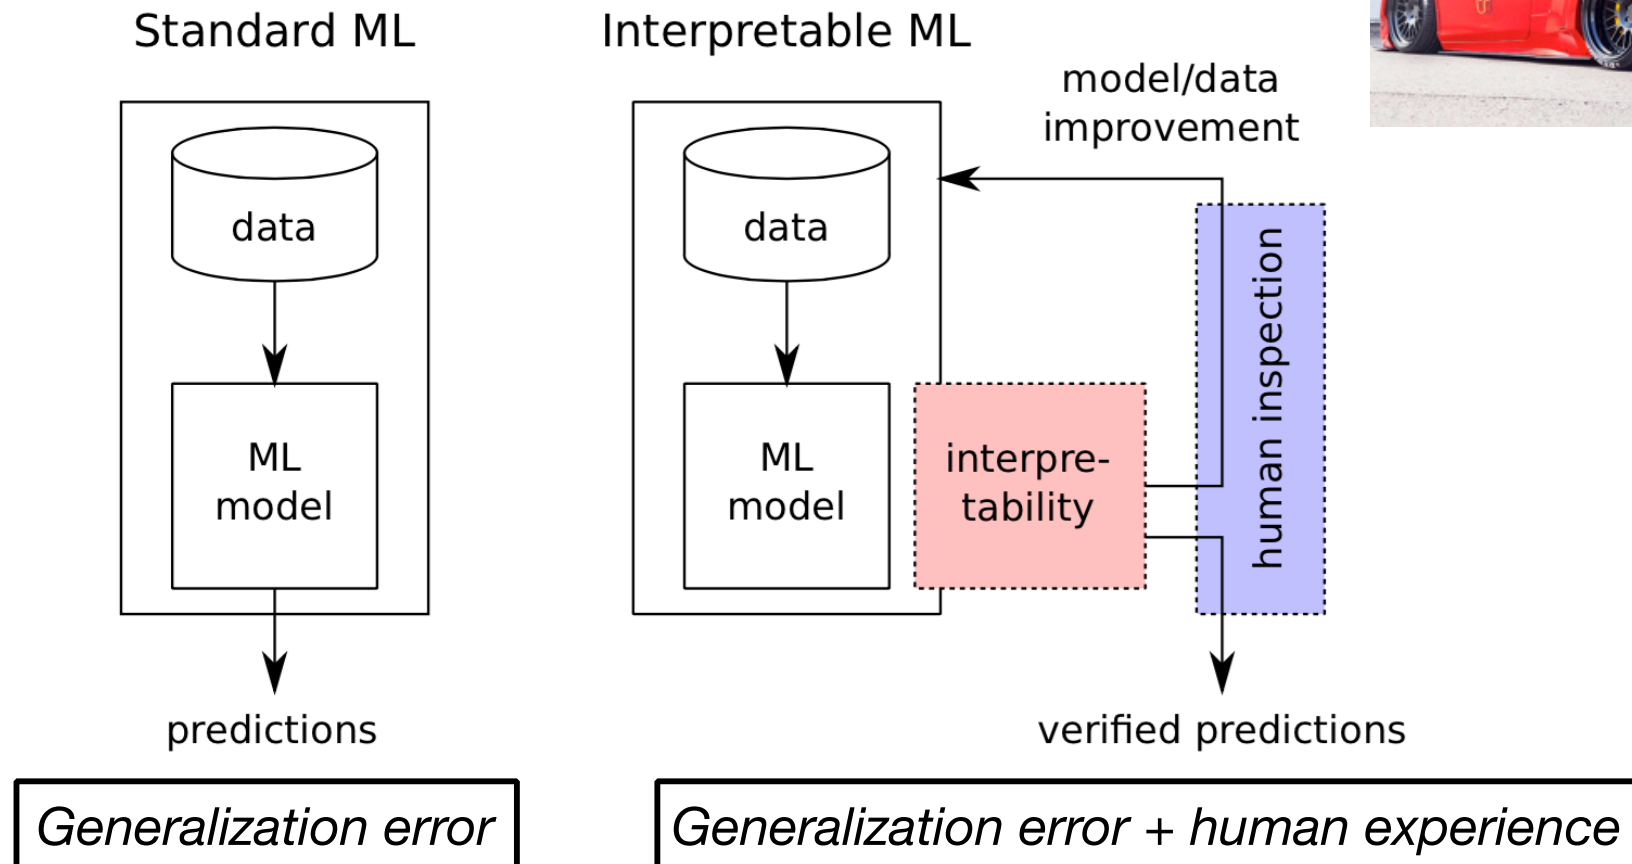 Standard ML
data
ML
model
predictions
Generalization error
Interpretable ML
model/data
improvement
data
ML
model
interpre-
tability
human inspection
verified predictions
Generalization error + human experience